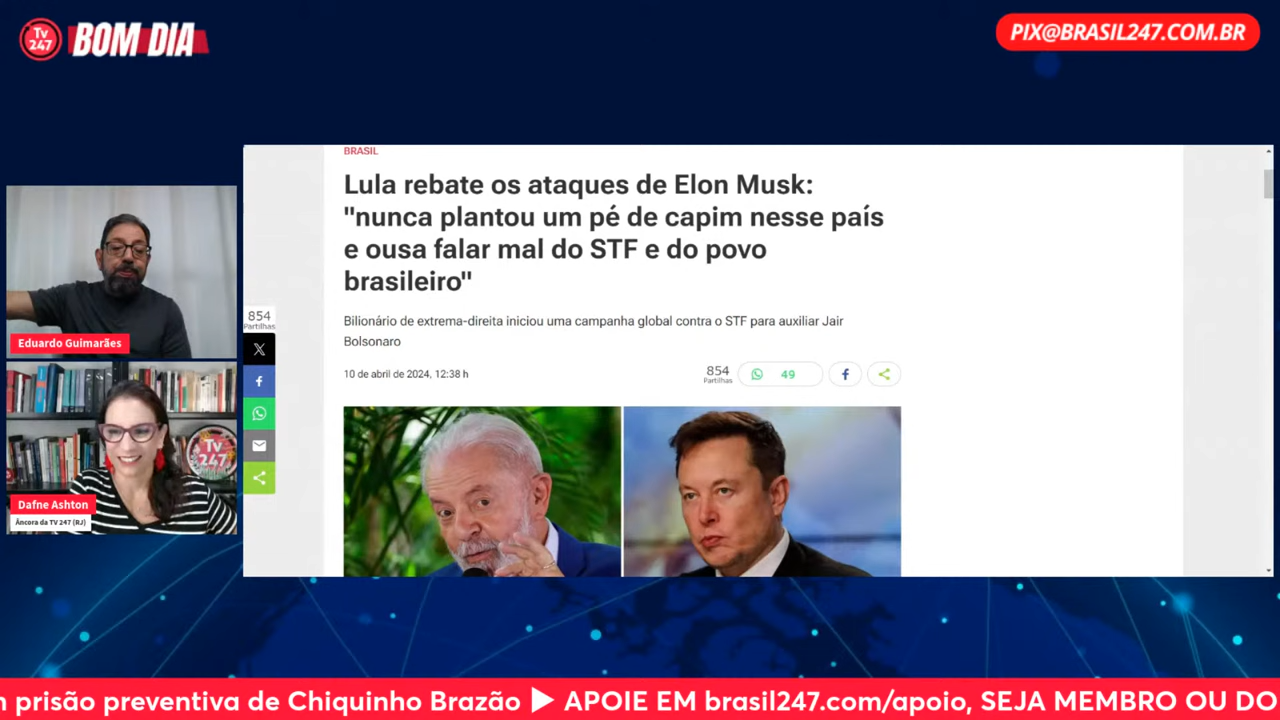 Tv
247
BOM DIA
PIX@BRASIL247.COM.BR
BRASIL
Lula rebate os ataques de Elon Musk:
"nunca plantou um pé de capim nesse país
e ousa falar mal do STF e do povo
brasileiro"
854
Partilhas
Bilionário de extrema-direita iniciou uma campanha global contra o STF para auxiliar Jair
Bolsonaro
10 de abril de 2024, 12:38 h
854
Partilhas
49
Eduardo Guimarães
Tv
247
Dafne Ashton
Âncora da TV 247 (RJ)
prisão preventiva de Chiquinho Brazão ▶ APOIE EM brasil247.com/apoio, SEJA MEMBRO OU DO